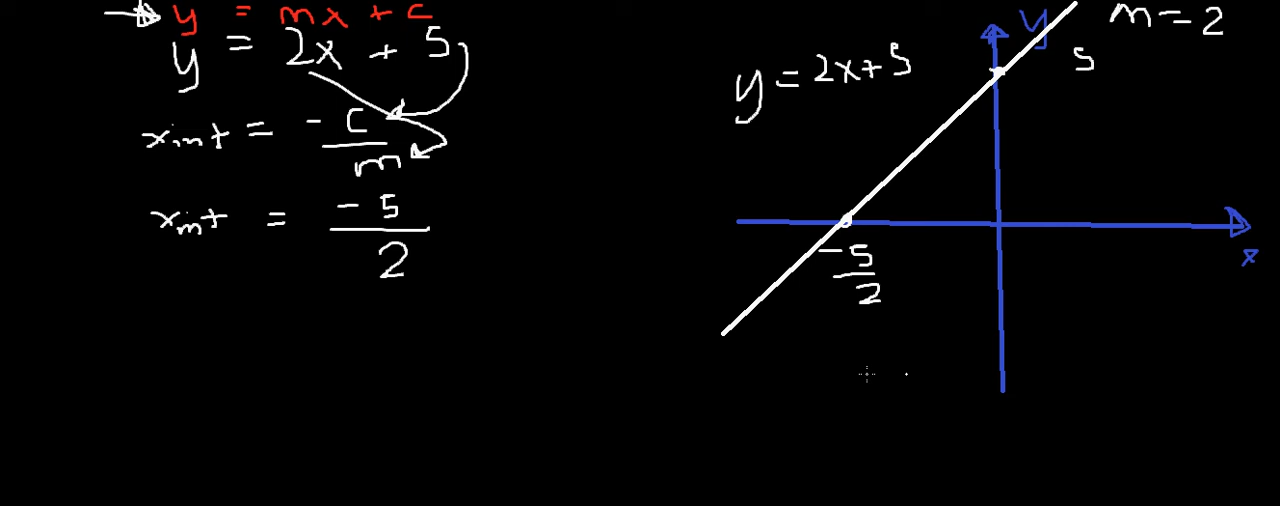 y = mx + c
y = 2x + 5
xint = - c/m
xint = -5/2
y
m = 2
5
y = 2x + 5
x
-5/2